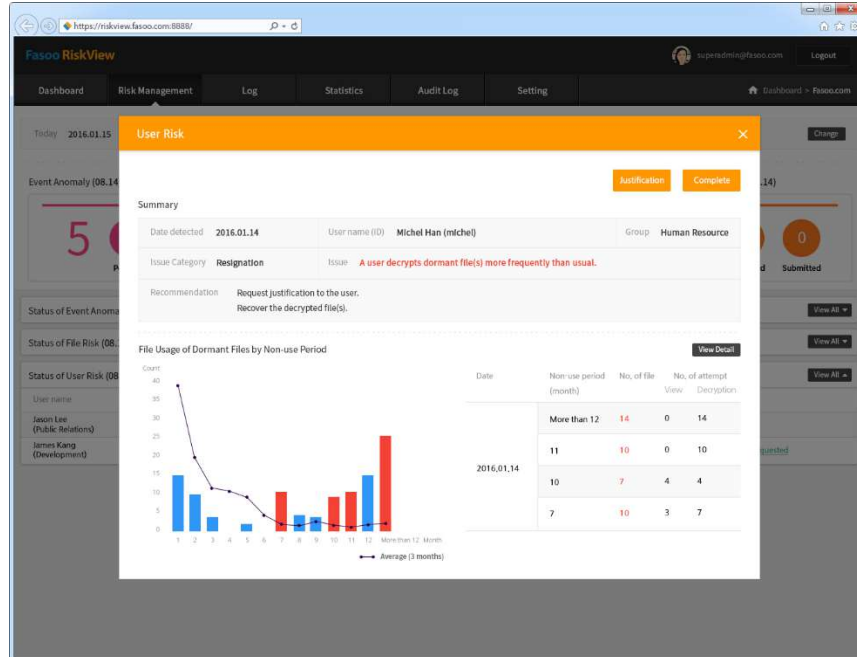 https://riskview.fasoo.com:8888/
Fasoo RiskView
superadmin@fasoo.com
Logout
Dashboard Risk Management Log Statistics Audit Log Setting
Dashboard > Fasoo.com
Today 2016.01.15
User Risk
Change
Event Anomaly (08.14
.14)
Justification Complete
Summary
Date detected 2016.01.14 User name (ID) Michel Han (michel) Group Human Resource
5
0
Submitted
Issue Category Resignation Issue A user decrypts dormant file(s) more frequently than usual.
Recommendation Request justification to the user.
Recover the decrypted file(s).
Status of Event Anoma
View All
Status of File Risk (08.
View All
File Usage of Dormant Files by Non-use Period
View Detail
Status of User Risk (08
View All
User name
Jason Lee
(Public Relations)
James Kang
(Development)
quested
Count
40
35
30
25
20
15
10
5
0
1 2 3 4 5 6 7 8 9 10 11 12 More than 12 Month
Average (3 months)
Date Non-use period (month) No, of file No, of attempt
View Decryption
2016,01,14
More than 12 14 0 14
11 10 0 10
10 7 4 4
7 10 3 7